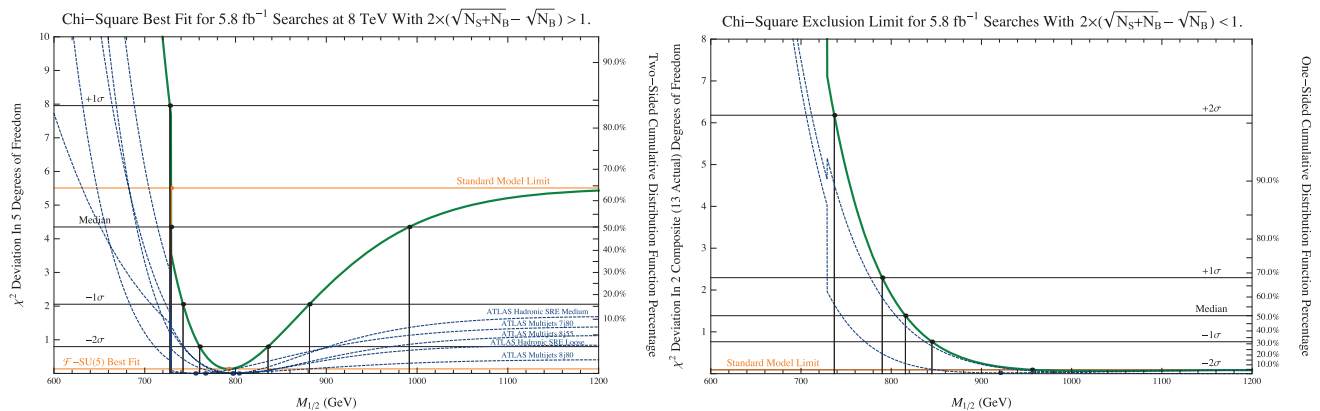 Chi−Square Best Fit for 5.8 fb⁻¹ Searches at 8 TeV With 2×(√N_S+N_B − √N_B) > 1.
10
9
8
7
6
5
4
3
2
1
χ² Deviation In 5 Degrees of Freedom
+1σ
Median
−1σ
−2σ
F−SU(5) Best Fit
Standard Model Limit
ATLAS Hadronic SRE Medium
ATLAS Multijets 7j80
ATLAS Multijets 8j55
ATLAS Hadronic SRE Loose
ATLAS Multijets 8j80
90.0%
80.0%
70.0%
60.0%
50.0%
40.0%
30.0%
20.0%
10.0%
Two−Sided Cumulative Distribution Function Percentage
600 700 800 900 1000 1100 1200
M1/2 (GeV)
Chi−Square Exclusion Limit for 5.8 fb⁻¹ Searches With 2×(√N_S+N_B − √N_B) < 1.
8
7
6
5
4
3
2
1
χ² Deviation In 2 Composite (13 Actual) Degrees of Freedom
+2σ
+1σ
Median
−1σ
−2σ
Standard Model Limit
90.0%
80.0%
70.0%
60.0%
50.0%
40.0%
30.0%
20.0%
10.0%
One−Sided Cumulative Distribution Function Percentage
600 700 800 900 1000 1100 1200
M1/2 (GeV)